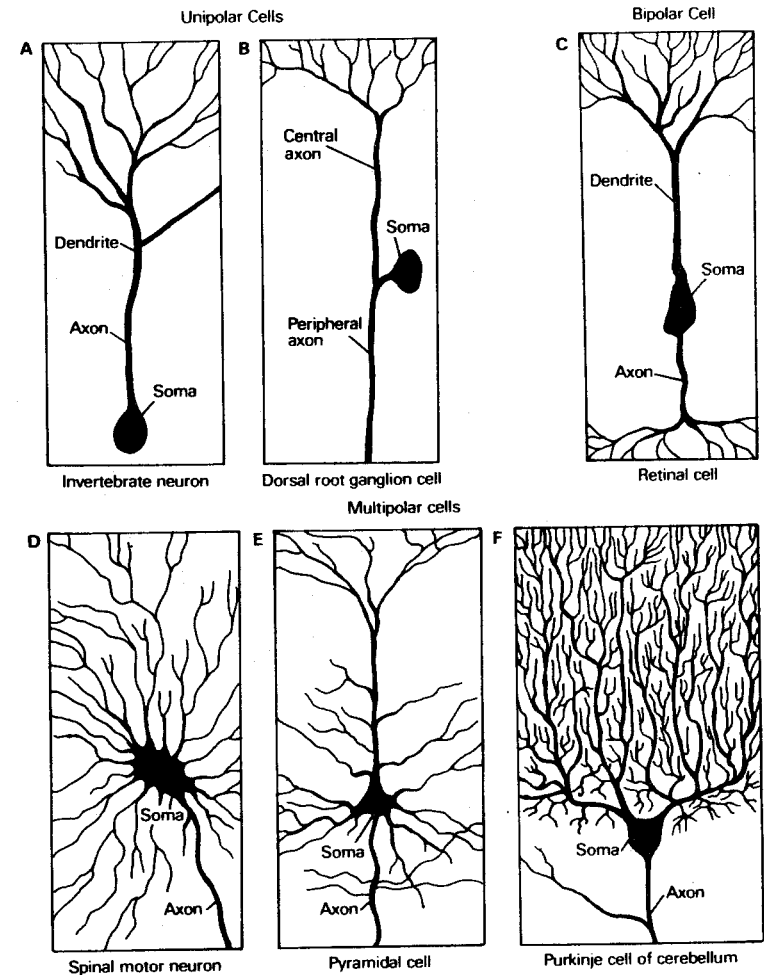 Unipolar Cells
Bipolar Cell
A
B
C
Central
axon
Dendrite
Soma
Soma
Dendrite
Peripheral
axon
Axon
Axon
Soma
Invertebrate neuron
Dorsal root ganglion cell
Retinal cell
Multipolar cells
D
E
F
Soma
Soma
Soma
Axon
Axon
Axon
Spinal motor neuron
Pyramidal cell
Purkinje cell of cerebellum